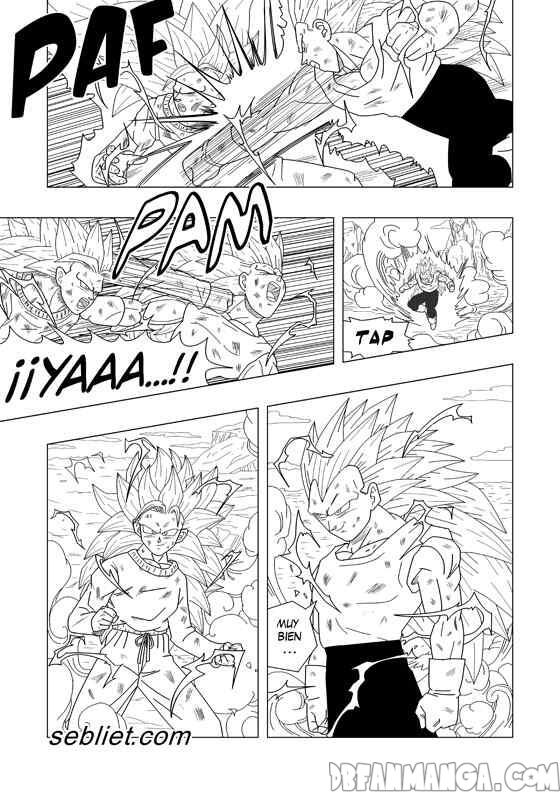 PAF
PAM
TAP
¡¡YAAA...!!
MUY
BIEN
...
sebliet.com
DBFANMANGA.COM